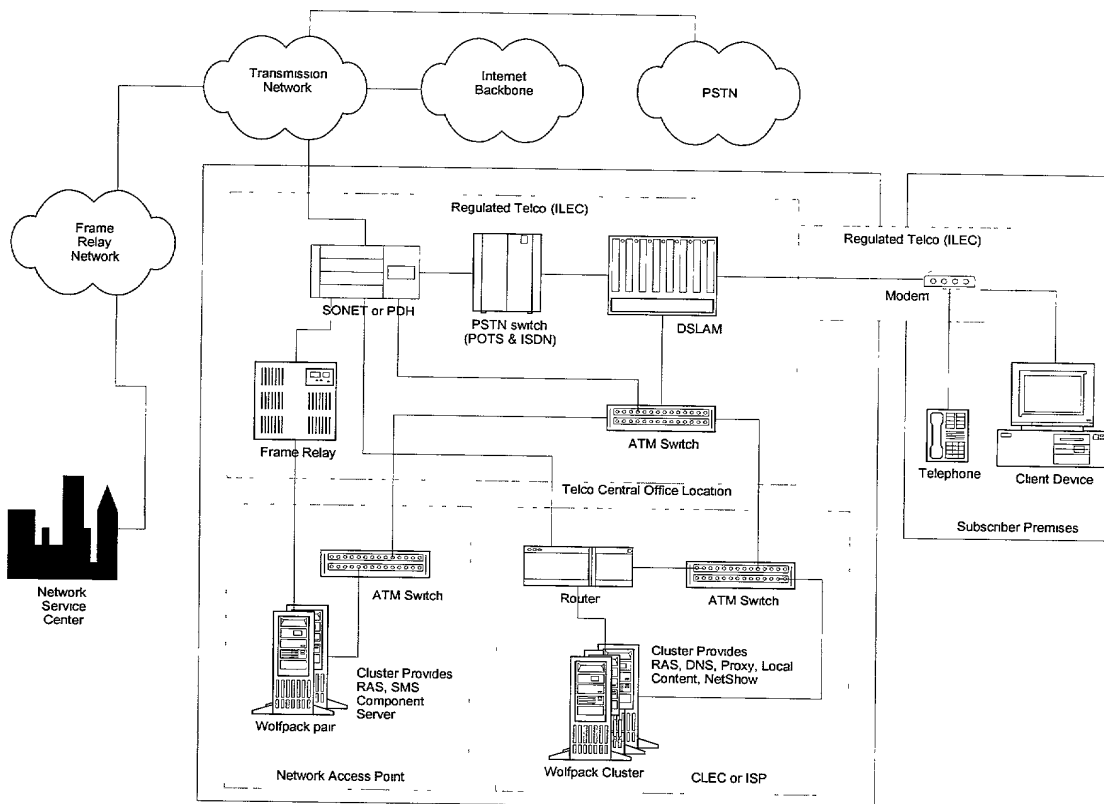 Transmission
Network
Internet
Backbone
PSTN
Frame
Relay
Network
Regulated Telco (ILEC)
Regulated Telco (ILEC)
SONET or PDH
PSTN switch
(POTS & ISDN)
DSLAM
Modem
Frame Relay
ATM Switch
Telephone
Client Device
Telco Central Office Location
Subscriber Premises
Network
Service
Center
ATM Switch
Router
ATM Switch
Cluster Provides
RAS, SMS
Component
Server
Cluster Provides
RAS, DNS, Proxy, Local
Content, NetShow
Wolfpack pair
Wolfpack Cluster
Network Access Point
CLEC or ISP